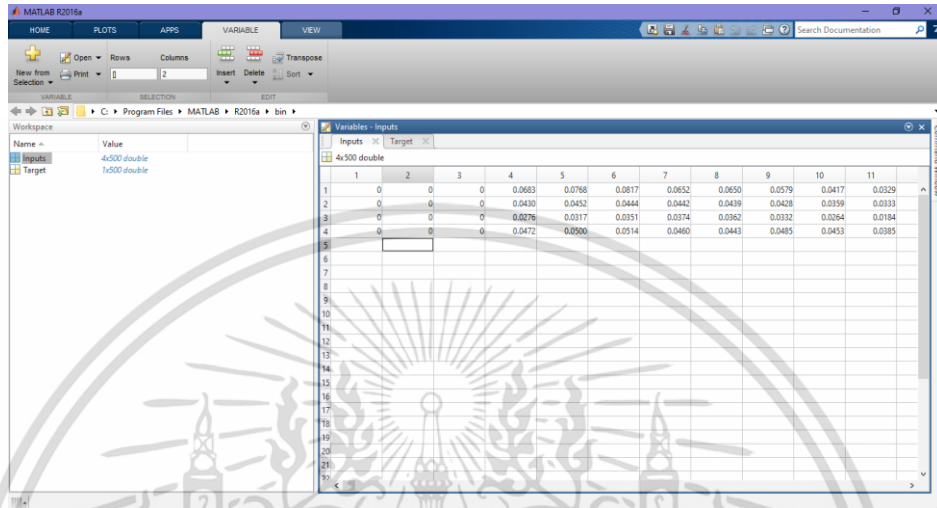 MATLAB R2016a
HOME PLOTS APPS VARIABLE VIEW Search Documentation
New from Selection Open Print Rows Columns 2 Insert Delete Transpose Sort
VARIABLE SELECTION EDIT
C: Program Files MATLAB R2016a bin
Workspace
Name Value
Inputs 4x500 double
Target 1x500 double
Variables - Inputs
Inputs Target
4x500 double
1 2 3 4 5 6 7 8 9 10 11
1 0 0 0 0.0683 0.0768 0.0817 0.0652 0.0650 0.0579 0.0417 0.0329
2 0 0 0 0.0430 0.0452 0.0444 0.0442 0.0439 0.0428 0.0359 0.0333
3 0 0 0 0.0276 0.0317 0.0351 0.0374 0.0362 0.0332 0.0264 0.0184
4 0 0 0 0.0472 0.0500 0.0514 0.0460 0.0443 0.0485 0.0453 0.0385
5
6
7
8
9
10
11
12
13
14
15
16
17
18
19
20
21